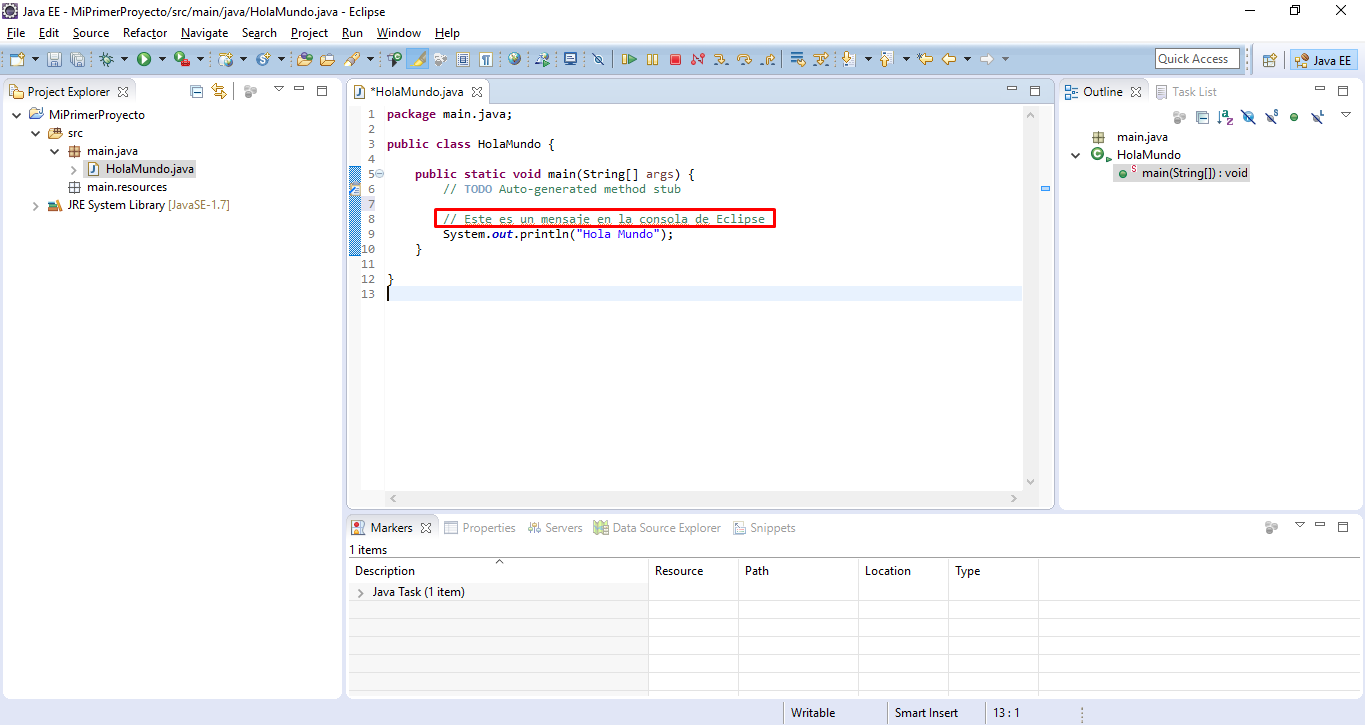 Java EE - MiPrimerProyecto/src/main/java/HolaMundo.java - Eclipse
File Edit Source Refactor Navigate Search Project Run Window Help
Quick Access
Java EE
Project Explorer
MiPrimerProyecto
src
main.java
HolaMundo.java
main.resources
JRE System Library [JavaSE-1.7]
*HolaMundo.java
1 package main.java;
2
3 public class HolaMundo {
4
5 public static void main(String[] args) {
6 // TODO Auto-generated method stub
7
8 // Este es un mensaje en la consola de Eclipse
9 System.out.println("Hola Mundo");
10 }
11
12 }
13
Outline Task List
main.java
HolaMundo
main(String[]) : void
Markers Properties Servers Data Source Explorer Snippets
1 items
Description Resource Path Location Type
Java Task (1 item)
Writable Smart Insert 13 : 1